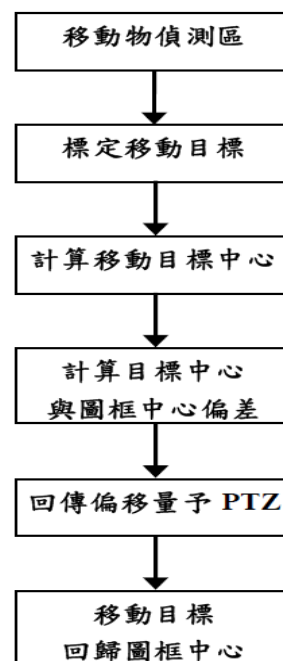 移動物偵測區
標定移動目標
計算移動目標中心
計算目標中心
與圖框中心偏差
回傳偏移量予 PTZ
移動目標
回歸圖框中心